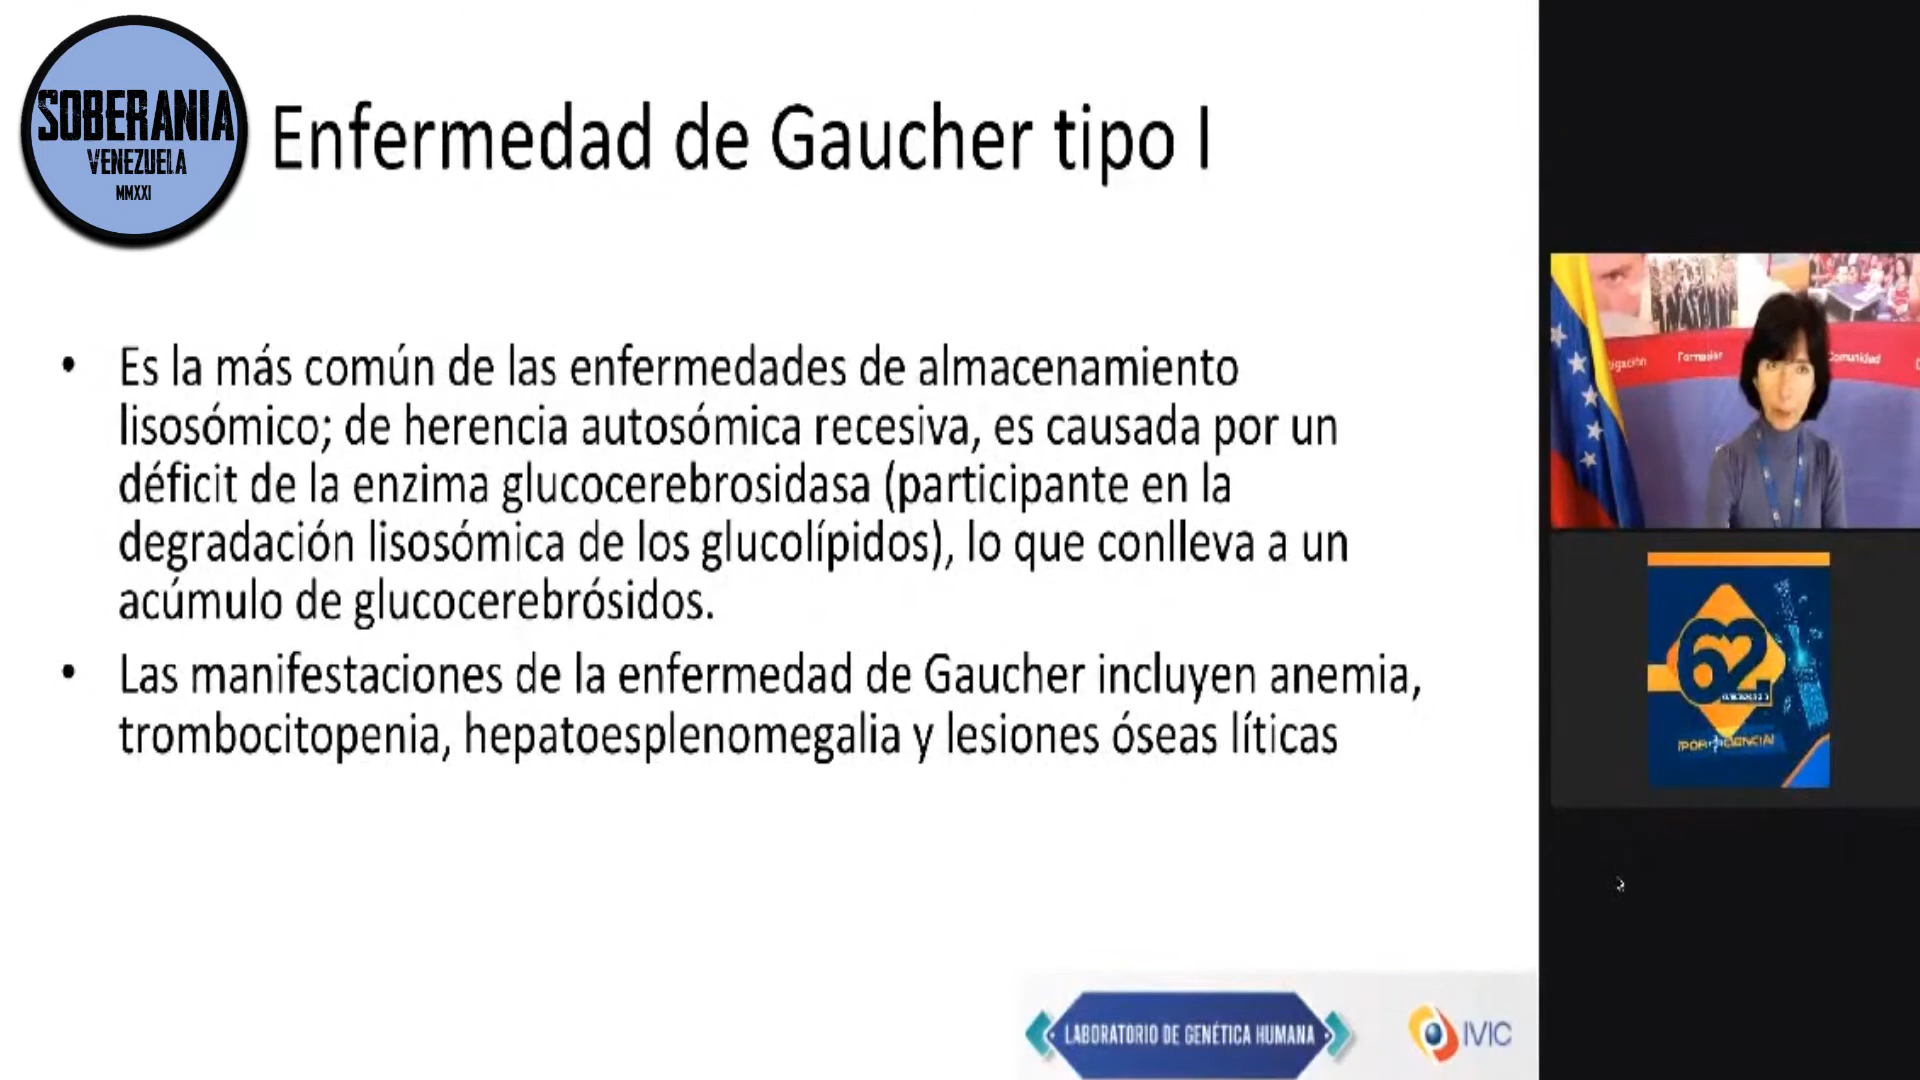 SOBERANIA
VENEZUELA
MMXXI
Enfermedad de Gaucher tipo I
• Es la más común de las enfermedades de almacenamiento
lisosómico; de herencia autosómica recesiva, es causada por un
déficit de la enzima glucocerebrosidasa (participante en la
degradación lisosómica de los glucolípidos), lo que conlleva a un
acúmulo de glucocerebrósidos.
• Las manifestaciones de la enfermedad de Gaucher incluyen anemia,
trombocitopenia, hepatoesplenomegalia y lesiones óseas líticas
LABORATORIO DE GENÉTICA HUMANA
IVIC
Formación
Comunidad
62